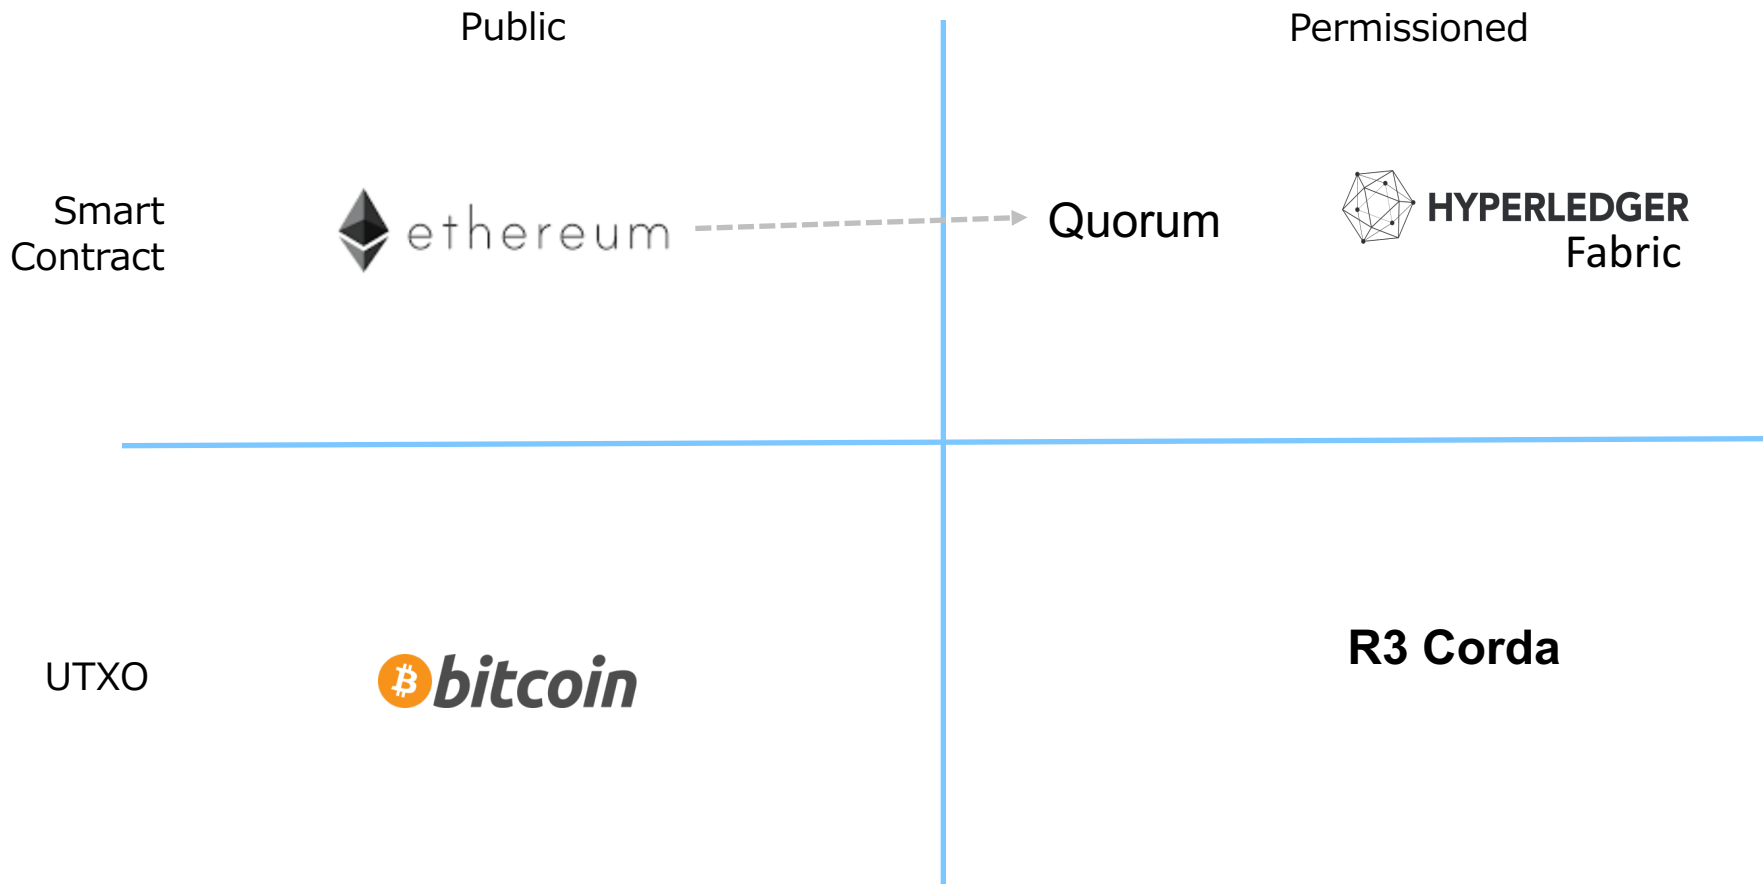 Public
Permissioned
Smart
Contract
ethereum
Quorum
HYPERLEDGER
Fabric
UTXO
bitcoin
R3 Corda